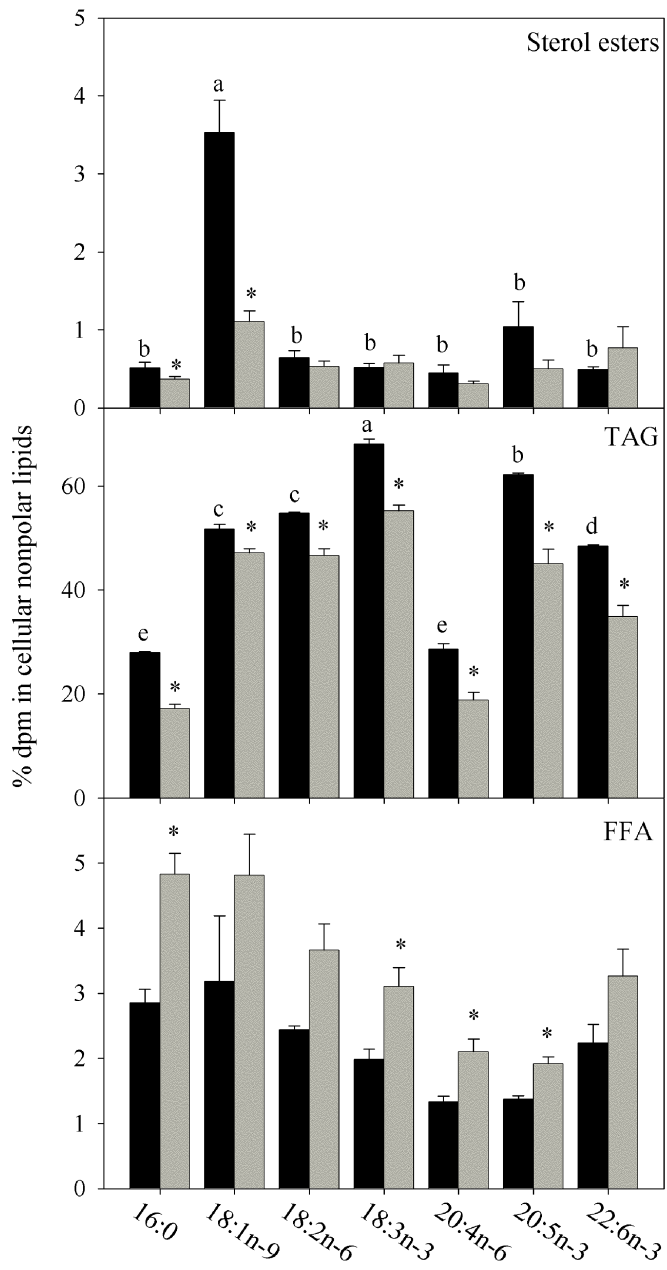 5
Sterol esters
a
4
3
2
*
b
b
1
b
*
b
b
b
0
a
TAG
b
60
*
c
c
*
*
*
d
40
e
e
*
*
20
*
0
FFA
*
5
*
4
3
*
*
2
1
0
% dpm in cellular nonpolar lipids
16:0
18:1n-9
18:2n-6
18:3n-3
20:4n-6
20:5n-3
22:6n-3